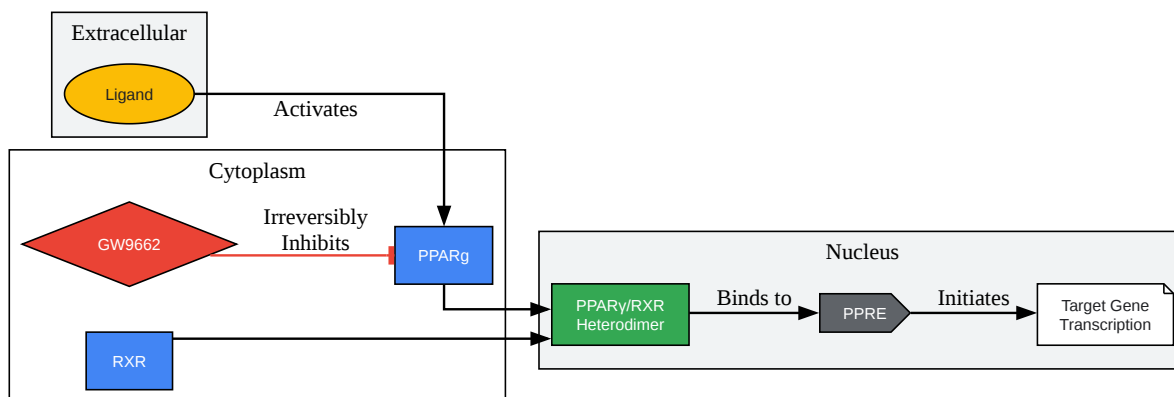 Extracellular
Ligand
Activates
Cytoplasm
GW9662
Irreversibly
Inhibits
PPARg
RXR
Nucleus
PPARγ/RXR
Heterodimer
Binds to
PPRE
Initiates
Target Gene
Transcription